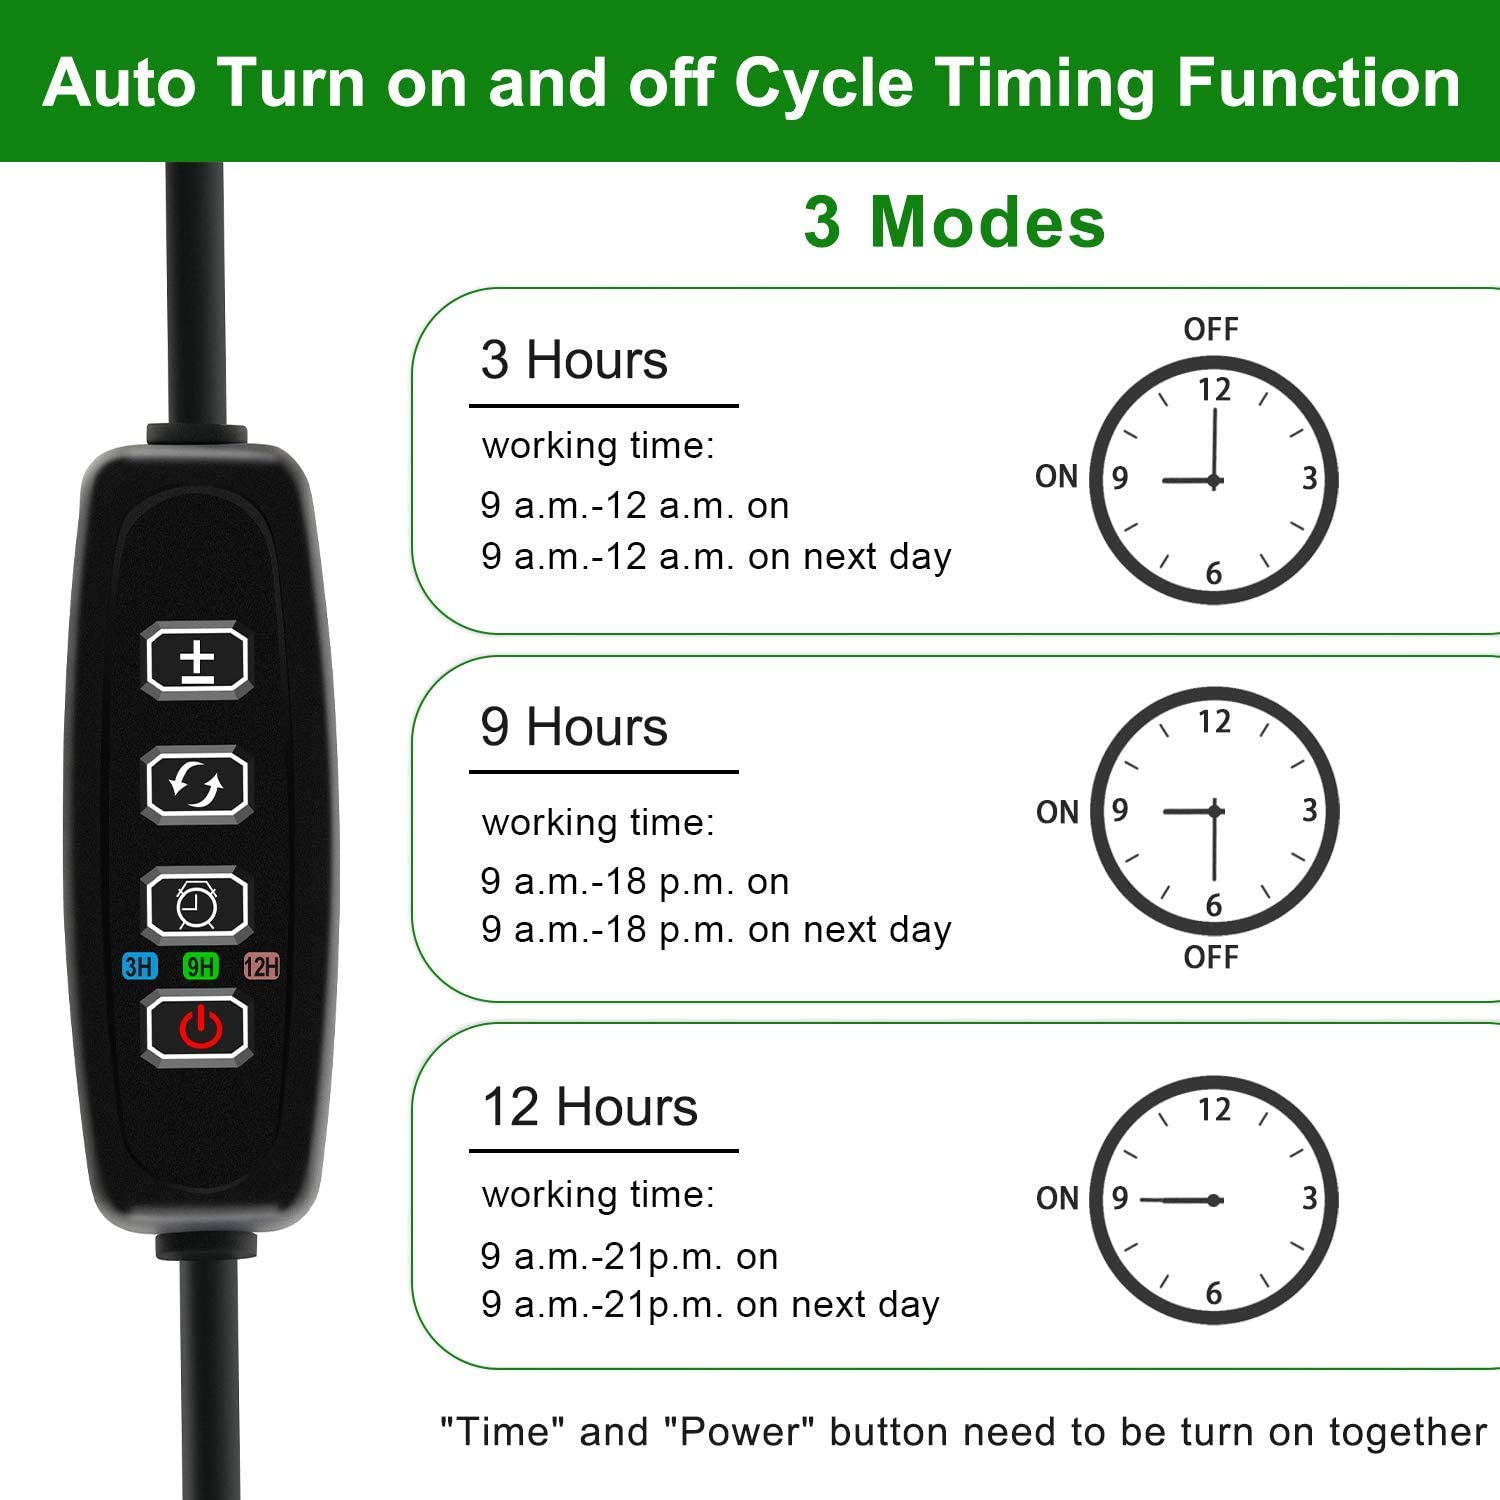 Auto Turn on and off Cycle Timing Function
3 Modes
3 Hours
working time:
9 a.m.-12 a.m. on
9 a.m.-12 a.m. on next day
OFF
ON
12
9
3
6
9 Hours
working time:
9 a.m.-18 p.m. on
9 a.m.-18 p.m. on next day
ON
12
9
3
6
OFF
3H 9H 12H
12 Hours
working time:
9 a.m.-21p.m. on
9 a.m.-21p.m. on next day
ON
12
9
3
6
"Time" and "Power" button need to be turn on together